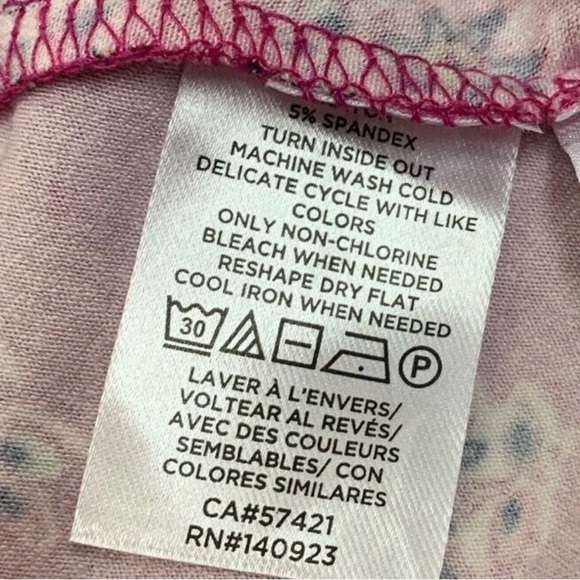 5% SPANDEX
TURN INSIDE OUT
MACHINE WASH COLD
DELICATE CYCLE WITH LIKE
COLORS
ONLY NON-CHLORINE
BLEACH WHEN NEEDED
RESHAPE DRY FLAT
COOL IRON WHEN NEEDED
30 P
LAVER À L'ENVERS/
VOLTEAR AL REVÉS/
AVEC DES COULEURS
SEMBLABLES/ CON
COLORES SIMILARES
CA#57421
RN#140923